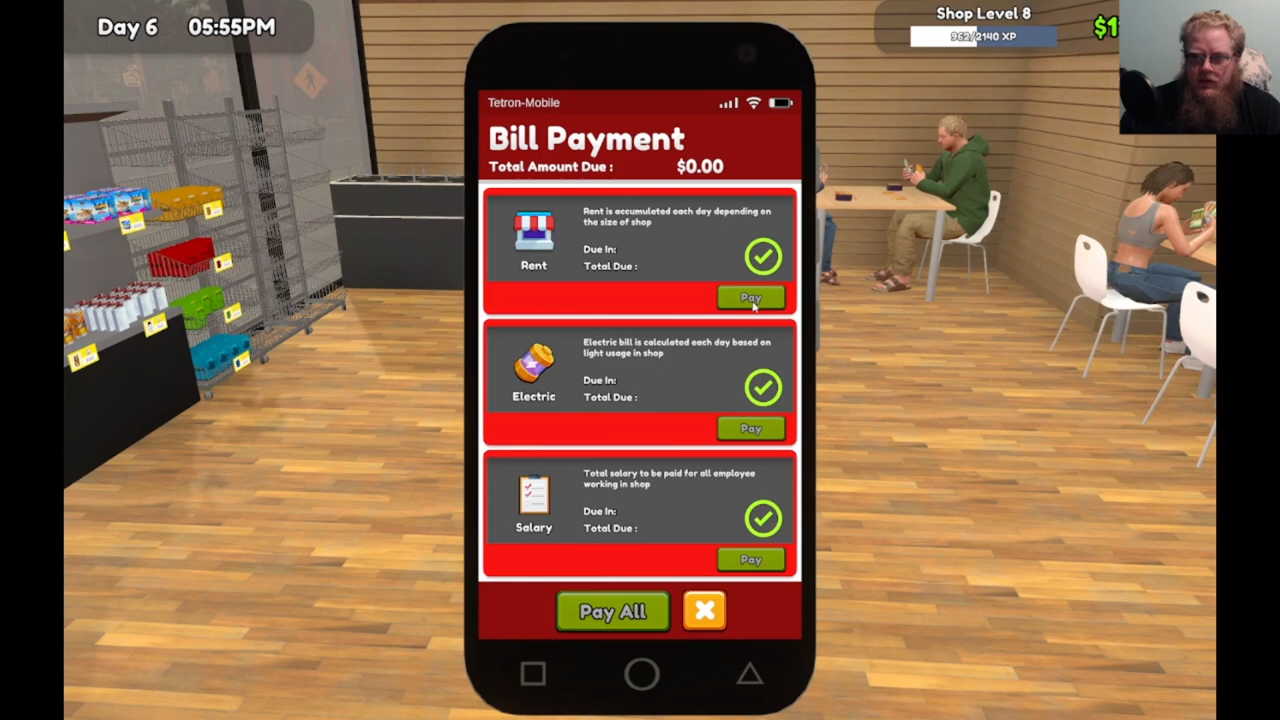 Day 6 05:55PM
Shop Level 8
962/2140 XP
$1
Tetron-Mobile
Bill Payment
Total Amount Due : $0.00
Rent is accumulated each day depending on
the size of shop
Due In:
Total Due :
Rent
Pay
Electric bill is calculated each day based on
light usage in shop
Due In:
Total Due :
Electric
Pay
Total salary to be paid for all employee
working in shop
Due In:
Total Due :
Salary
Pay
Pay All